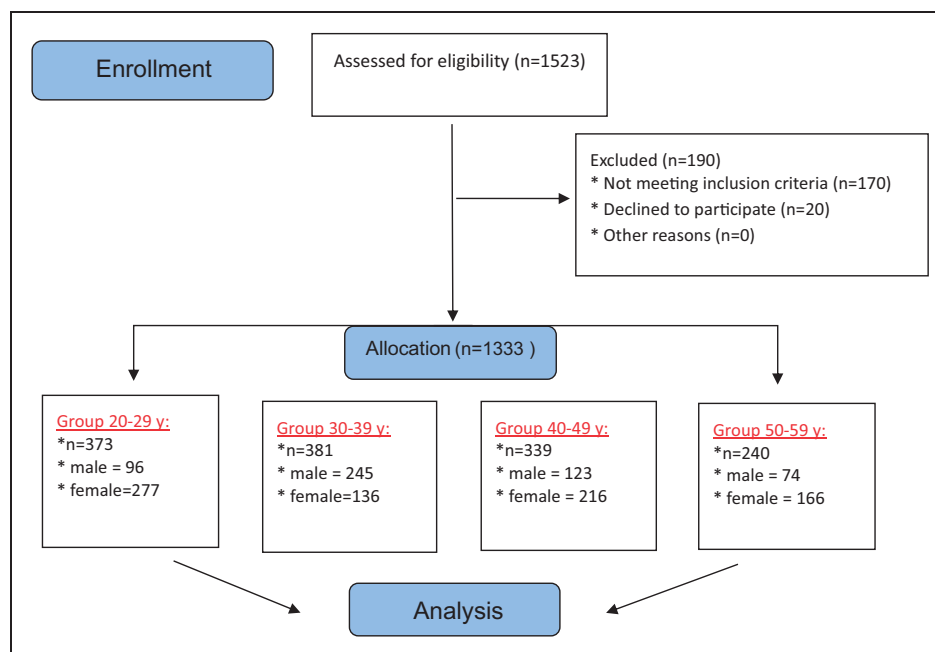 Enrollment
Assessed for eligibility (n=1523)
Excluded (n=190)
* Not meeting inclusion criteria (n=170)
* Declined to participate (n=20)
* Other reasons (n=0)
Allocation (n=1333 )
Group 20-29 y:
*n=373
* male = 96
* female=277
Group 30-39 y:
*n=381
* male = 245
* female=136
Group 40-49 y:
*n=339
* male = 123
* female = 216
Group 50-59 y:
*n=240
* male = 74
* female = 166
Analysis